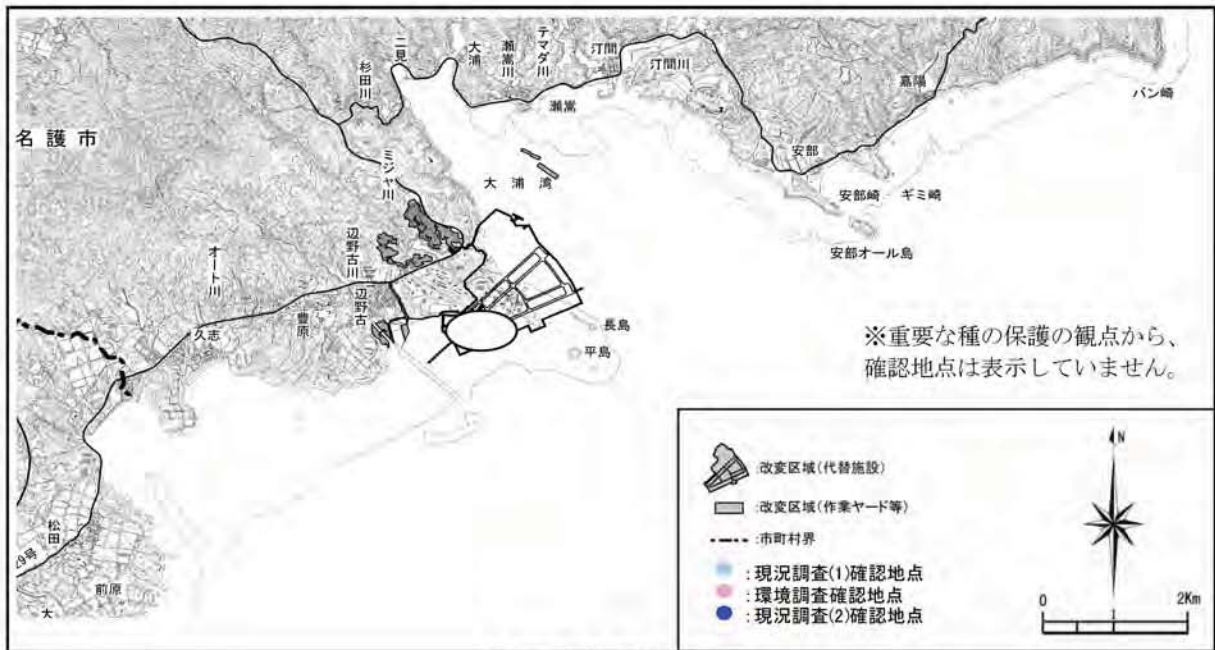 二見
大浦
瀬嵩川
テマダ川
汀間
汀間川
杉田川
瀬嵩
嘉陽
バン崎
名護市
ミジャ川
大浦湾
安部
安部崎
ギミ崎
安部オール島
オート川
辺野古川
辺野古
豊原
久志
長島
平島
※重要な種の保護の観点から、
確認地点は表示していません。
松田
29号
前原
大
:改変区域(代替施設)
:改変区域(作業ヤード等)
:市町村界
:現況調査(1)確認地点
:環境調査確認地点
:現況調査(2)確認地点
N
0 1 2Km